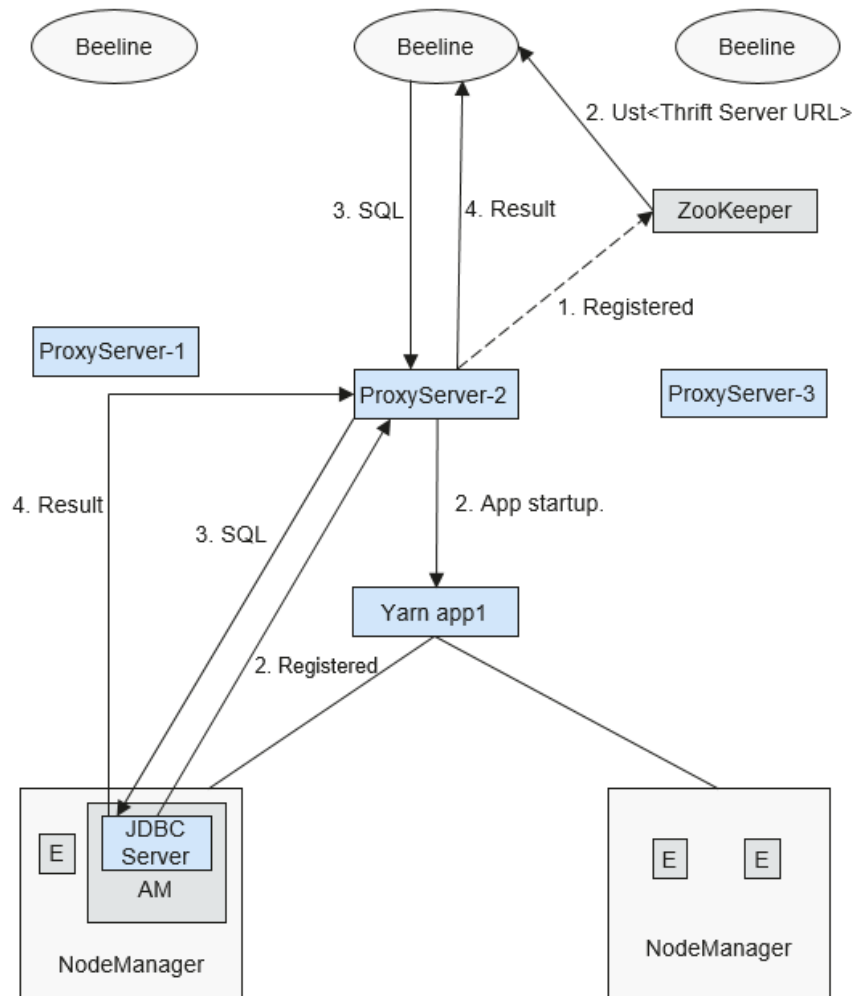 Beeline
Beeline
Beeline
2. Ust<Thrift Server URL>
3. SQL
4. Result
ZooKeeper
1. Registered
ProxyServer-1
ProxyServer-2
ProxyServer-3
4. Result
3. SQL
2. App startup.
Yarn app1
2. Registered
JDBC
Server
E
AM
E
E
NodeManager
NodeManager